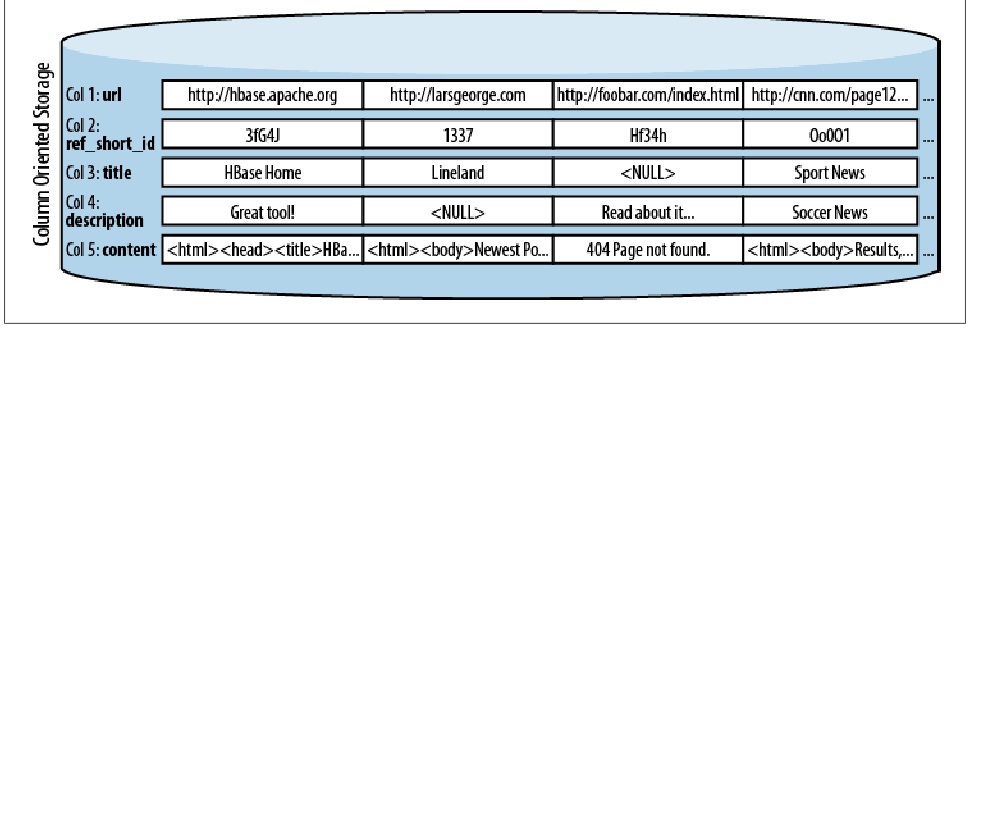 Column Oriented Storage
Col 1: url http://hbase.apache.org http://larsgeorge.com http://foobar.com/index.html http://cnn.com/page12... ...
Col 2:
ref_short_id 3fG4J 1337 Hf34h Oo0O1 ...
Col 3: title HBase Home Lineland <NULL> Sport News ...
Col 4:
description Great tool! <NULL> Read about it... Soccer News ...
Col 5: content <html><head><title>HBa... <html><body>Newest Po... 404 Page not found. <html><body>Results,... ...